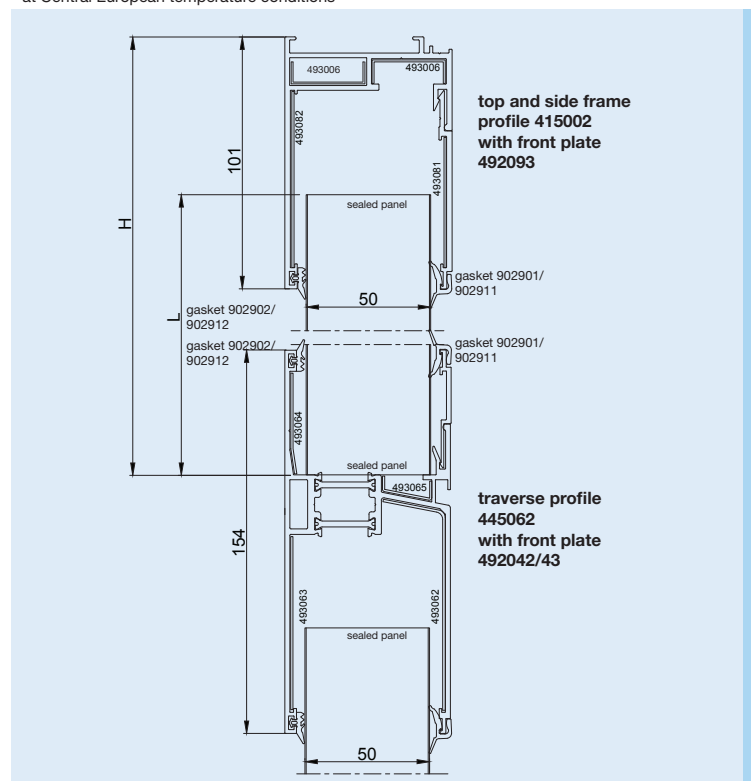 at Central European temperature conditions
493006
493006
493082
top and side frame
profile 415002
with front plate
492093
101
493081
H
sealed panel
L
gasket 902901/
902911
50
gasket 902902/
902912
gasket 902902/
902912
gasket 902901/
902911
493064
sealed panel
493065
traverse profile
445062
with front plate
492042/43
154
493063
493062
sealed panel
50